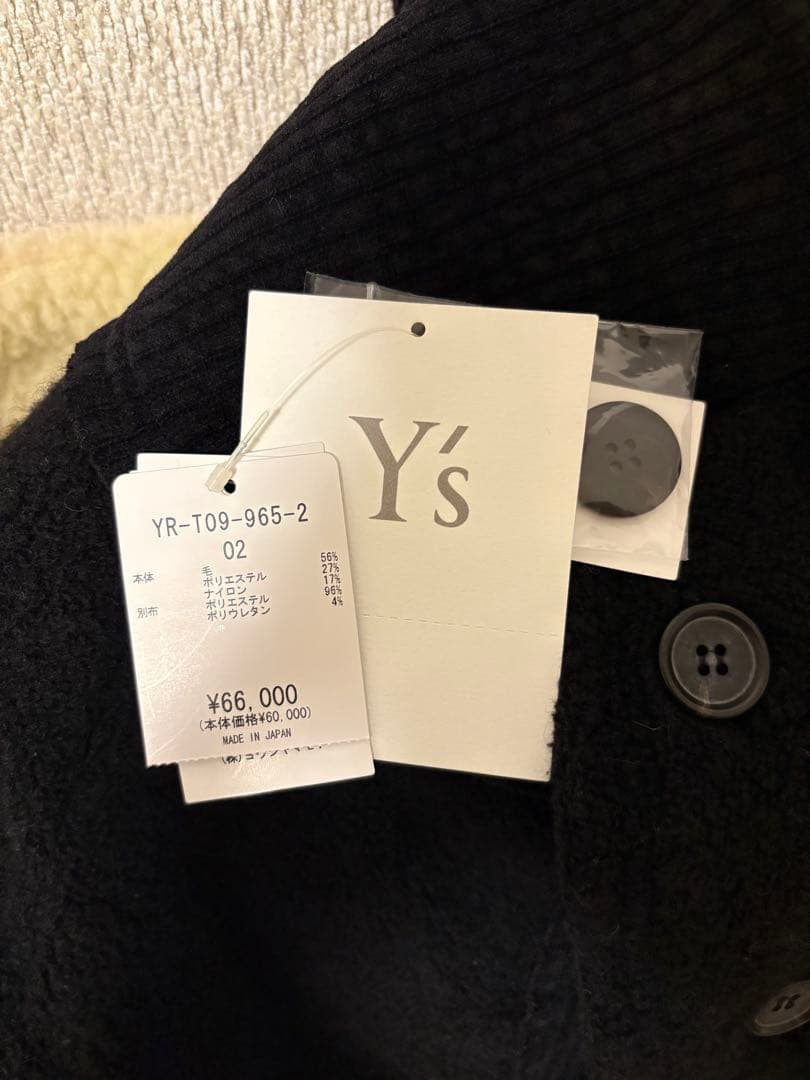 Y's
YR-T09-965-2
02
本体 毛 56%
ポリエステル 27%
ナイロン 17%
別布 ポリエステル 96%
ポリウレタン 4%
¥66,000
(本体価格¥60,000)
MADE IN JAPAN